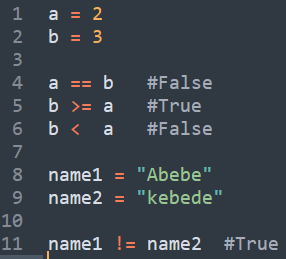 1 a = 2
2 b = 3
3
4 a == b   #False
5 b >= a   #True
6 b <  a   #False
7
8 name1 = "Abebe"
9 name2 = "kebede"
10
11 name1 != name2  #True